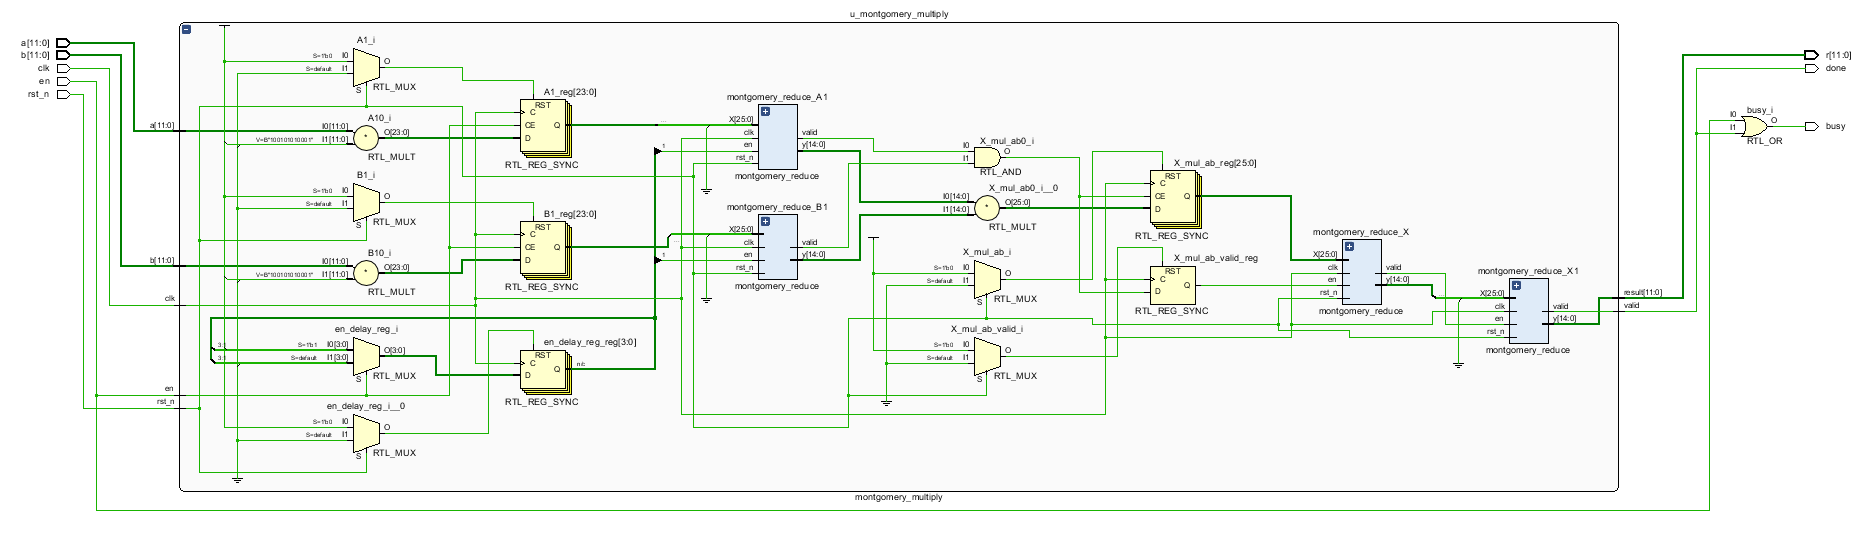 u_montgomery_multiply
a[11:0]
b[11:0]
clk
en
rst_n
A1_i
S=1'b0 I0
S=default I1
O
S
RTL_MUX
A10_i
a[11:0]
I0[11:0]
V=B"100101010001" I1[11:0]
O[23:0]
RTL_MULT
B1_i
S=1'b0 I0
S=default I1
O
S
RTL_MUX
B10_i
b[11:0]
I0[11:0]
V=B"100101010001" I1[11:0]
O[23:0]
RTL_MULT
clk
en_delay_reg_i
3:1 S=1'b1 I0[3:0]
3:1 S=default I1[3:0]
O[3:0]
S
RTL_MUX
en
rst_n
en_delay_reg_i__0
S=1'b0 I0
S=default I1
O
S
RTL_MUX
A1_reg[23:0]
RST
C
CE Q
D
RTL_REG_SYNC
B1_reg[23:0]
RST
C
CE Q
D
RTL_REG_SYNC
en_delay_reg_reg[3:0]
RST
C Q
D
n/c
RTL_REG_SYNC
montgomery_reduce_A1
...
X[25:0]
clk valid
1 en y[14:0]
rst_n
montgomery_reduce
montgomery_reduce_B1
...
X[25:0]
clk valid
1 en y[14:0]
rst_n
montgomery_reduce
X_mul_ab0_i
I0
I1
O
RTL_AND
X_mul_ab0_i__0
I0[14:0]
I1[14:0]
O[25:0]
RTL_MULT
X_mul_ab_i
S=1'b0 I0
S=default I1
O
S
RTL_MUX
X_mul_ab_valid_i
S=1'b0 I0
S=default I1
O
S
RTL_MUX
X_mul_ab_reg[25:0]
RST
C
CE Q
D
RTL_REG_SYNC
X_mul_ab_valid_reg
RST
C Q
D
RTL_REG_SYNC
montgomery_reduce_X
X[25:0]
clk valid
en y[14:0]
rst_n
montgomery_reduce
montgomery_reduce_X1
...
X[25:0]
clk valid
en y[14:0]
rst_n
montgomery_reduce
result[11:0]
valid
busy_i
I0
I1
O
RTL_OR
r[11:0]
done
busy
montgomery_multiply